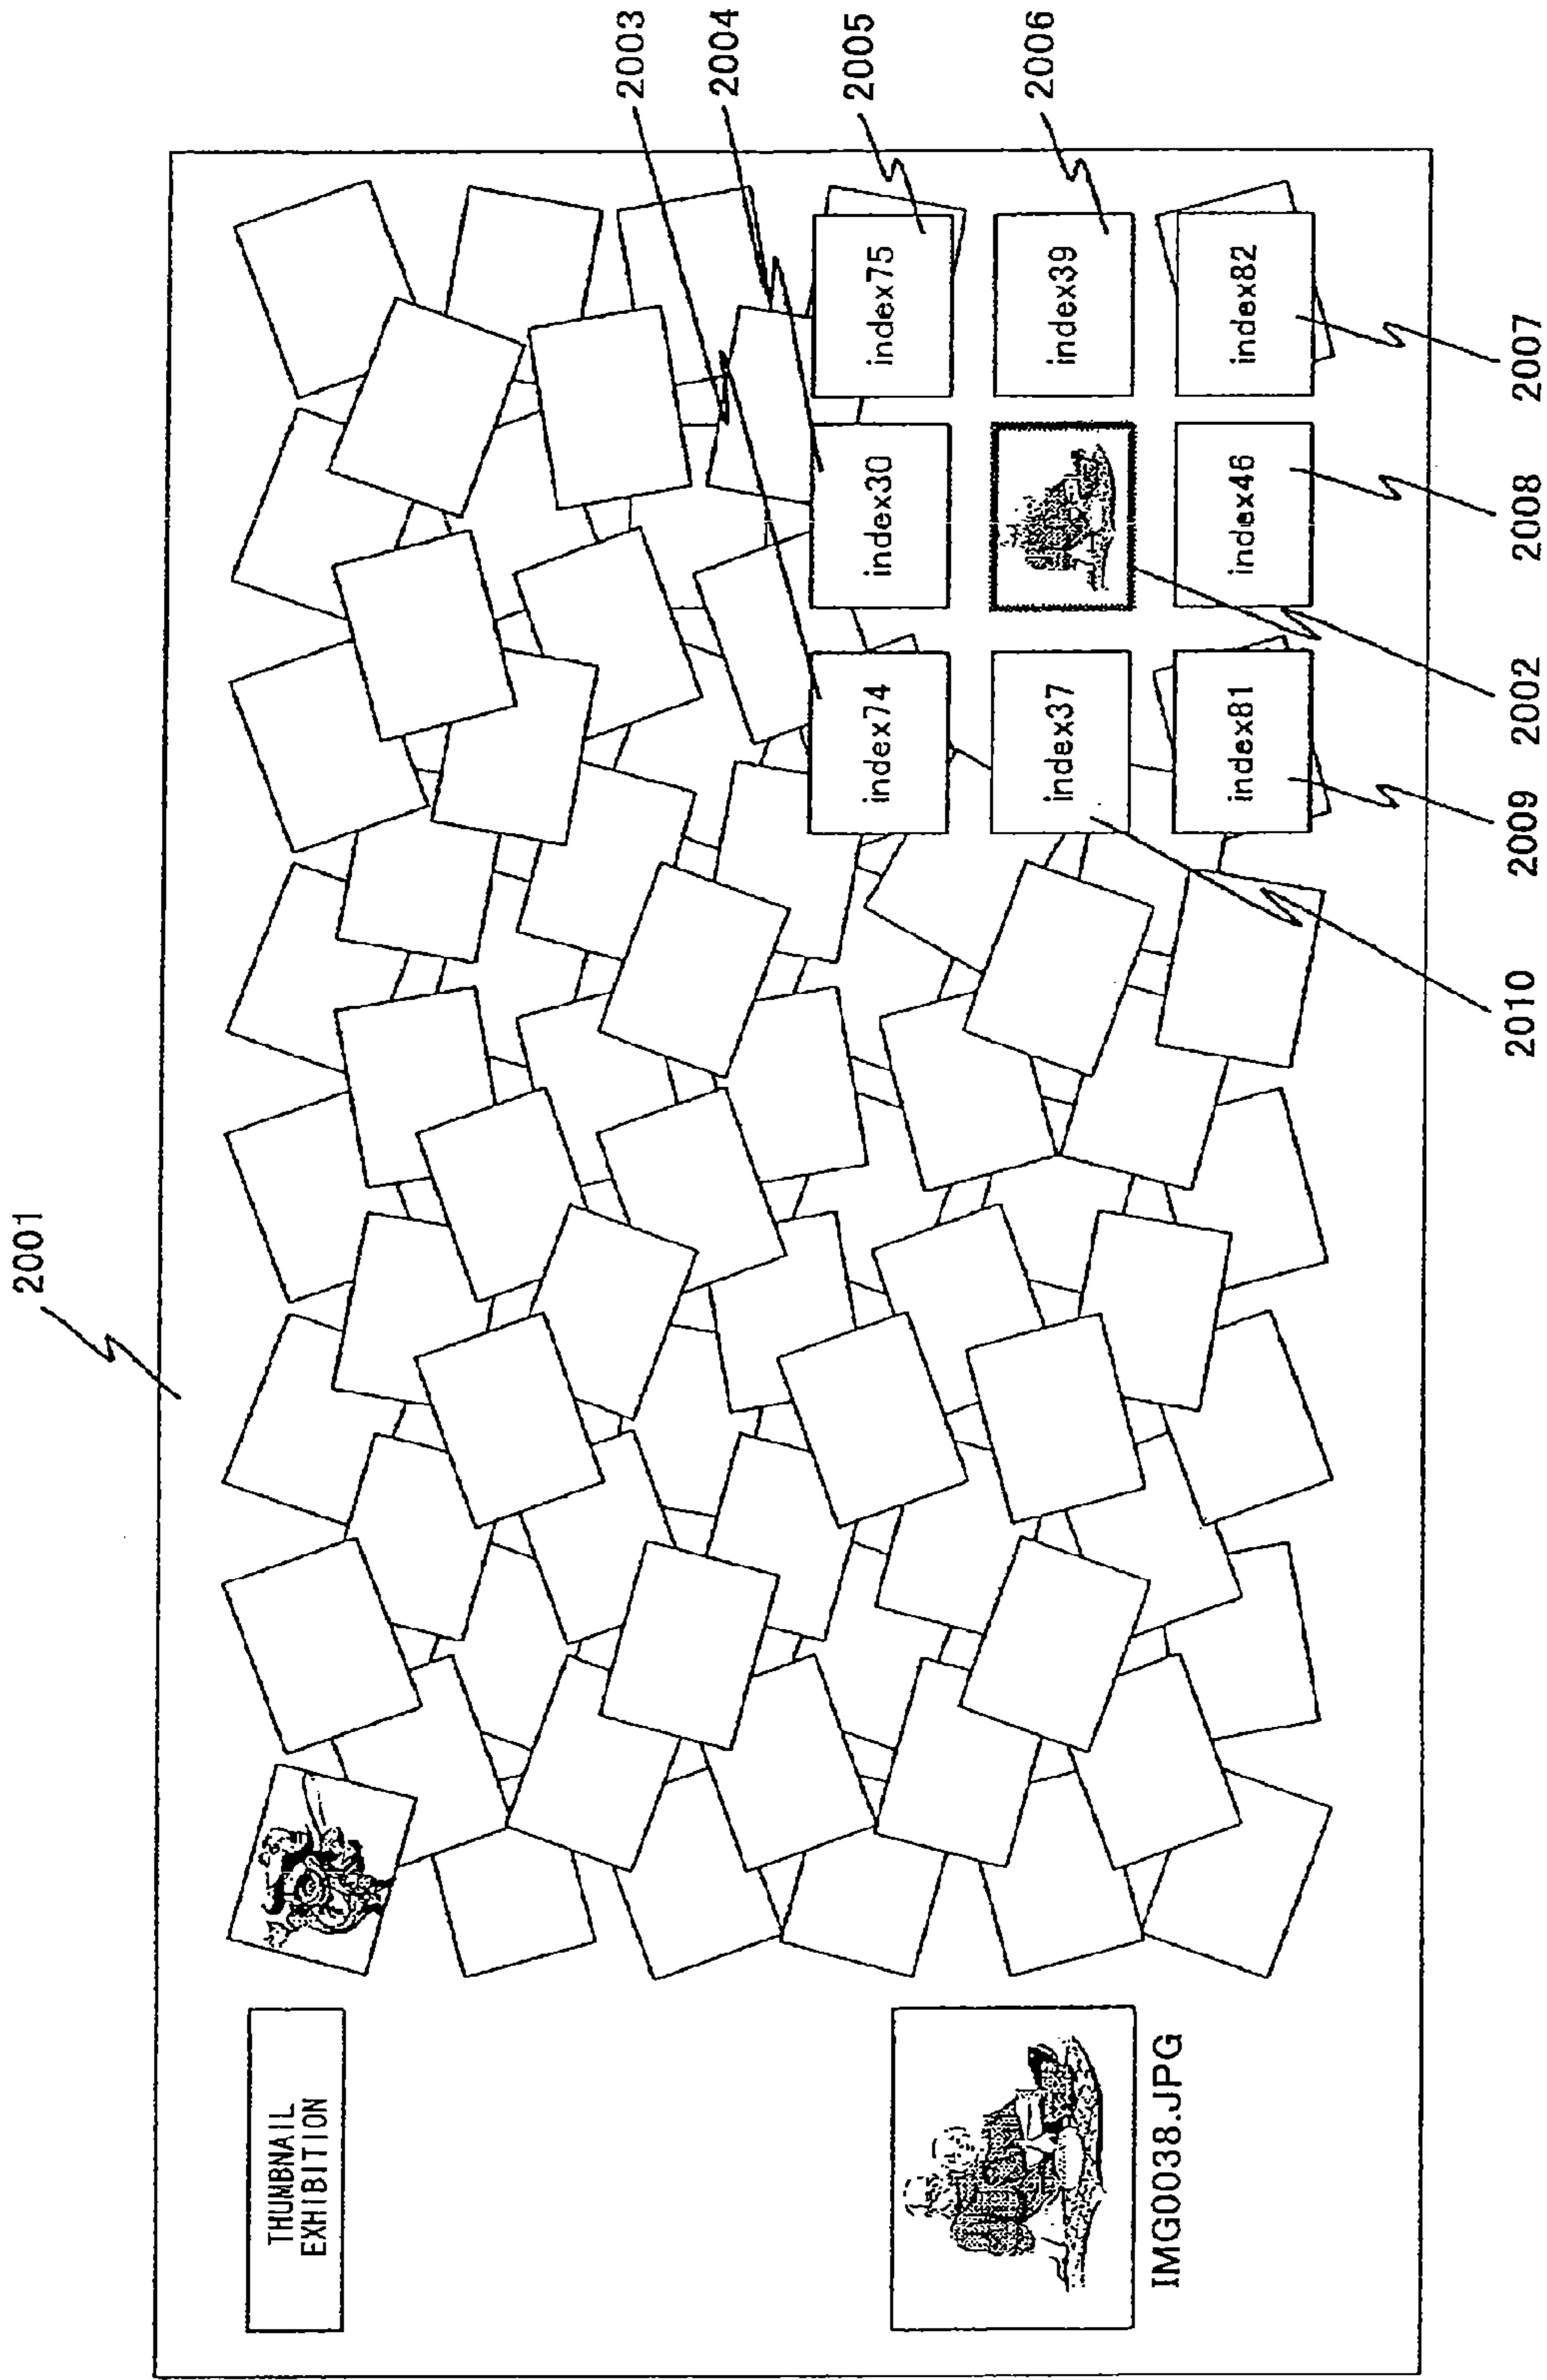 2001
THUMBNAIL
EXHIBITION
IMG0038.JPG
2003
2004
2005
2006
index74
index30
index75
index37
index39
index81
index46
index82
2010
2009
2002
2008
2007